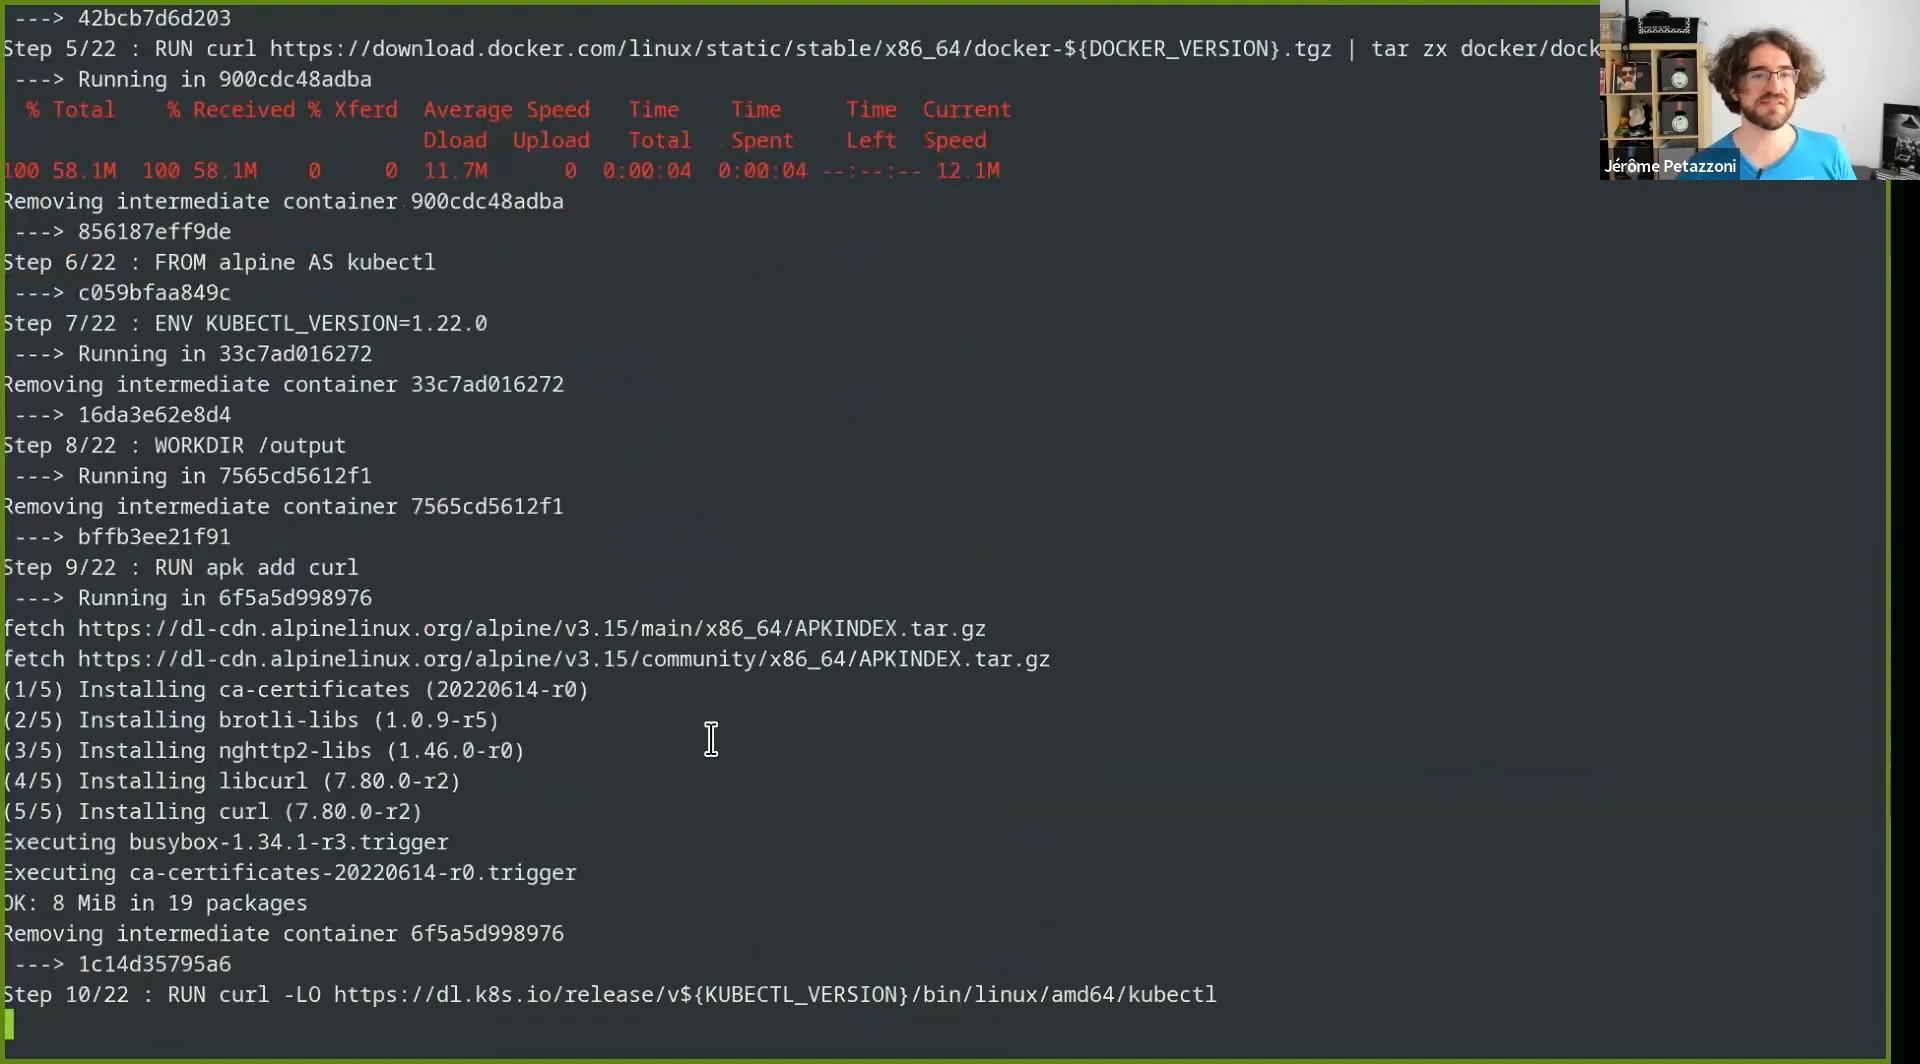 ---> 42bcb7d6d203
Step 5/22 : RUN curl https://download.docker.com/linux/static/stable/x86_64/docker-${DOCKER_VERSION}.tgz | tar zx docker/dock
---> Running in 900cdc48adba
% Total % Received % Xferd Average Speed Time Time Time Current
Dload Upload Total Spent Left Speed
100 58.1M 100 58.1M 0 0 11.7M 0 0:00:04 0:00:04 --:--:-- 12.1M
Removing intermediate container 900cdc48adba
---> 856187eff9de
Step 6/22 : FROM alpine AS kubectl
---> c059bfaa849c
Step 7/22 : ENV KUBECTL_VERSION=1.22.0
---> Running in 33c7ad016272
Removing intermediate container 33c7ad016272
---> 16da3e62e8d4
Step 8/22 : WORKDIR /output
---> Running in 7565cd5612f1
Removing intermediate container 7565cd5612f1
---> bffb3ee21f91
Step 9/22 : RUN apk add curl
---> Running in 6f5a5d998976
fetch https://dl-cdn.alpinelinux.org/alpine/v3.15/main/x86_64/APKINDEX.tar.gz
fetch https://dl-cdn.alpinelinux.org/alpine/v3.15/community/x86_64/APKINDEX.tar.gz
(1/5) Installing ca-certificates (20220614-r0)
(2/5) Installing brotli-libs (1.0.9-r5)
(3/5) Installing nghttp2-libs (1.46.0-r0)
(4/5) Installing libcurl (7.80.0-r2)
(5/5) Installing curl (7.80.0-r2)
Executing busybox-1.34.1-r3.trigger
Executing ca-certificates-20220614-r0.trigger
OK: 8 MiB in 19 packages
Removing intermediate container 6f5a5d998976
---> 1c14d35795a6
Step 10/22 : RUN curl -LO https://dl.k8s.io/release/v${KUBECTL_VERSION}/bin/linux/amd64/kubectl
Jérôme Petazzoni